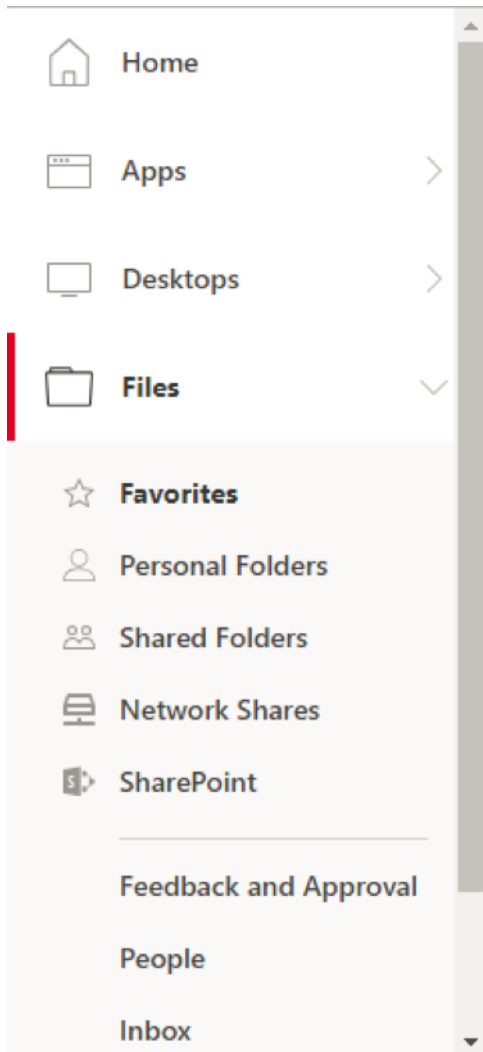 Home
Apps
Desktops
Files
Favorites
Personal Folders
Shared Folders
Network Shares
SharePoint
Feedback and Approval
People
Inbox